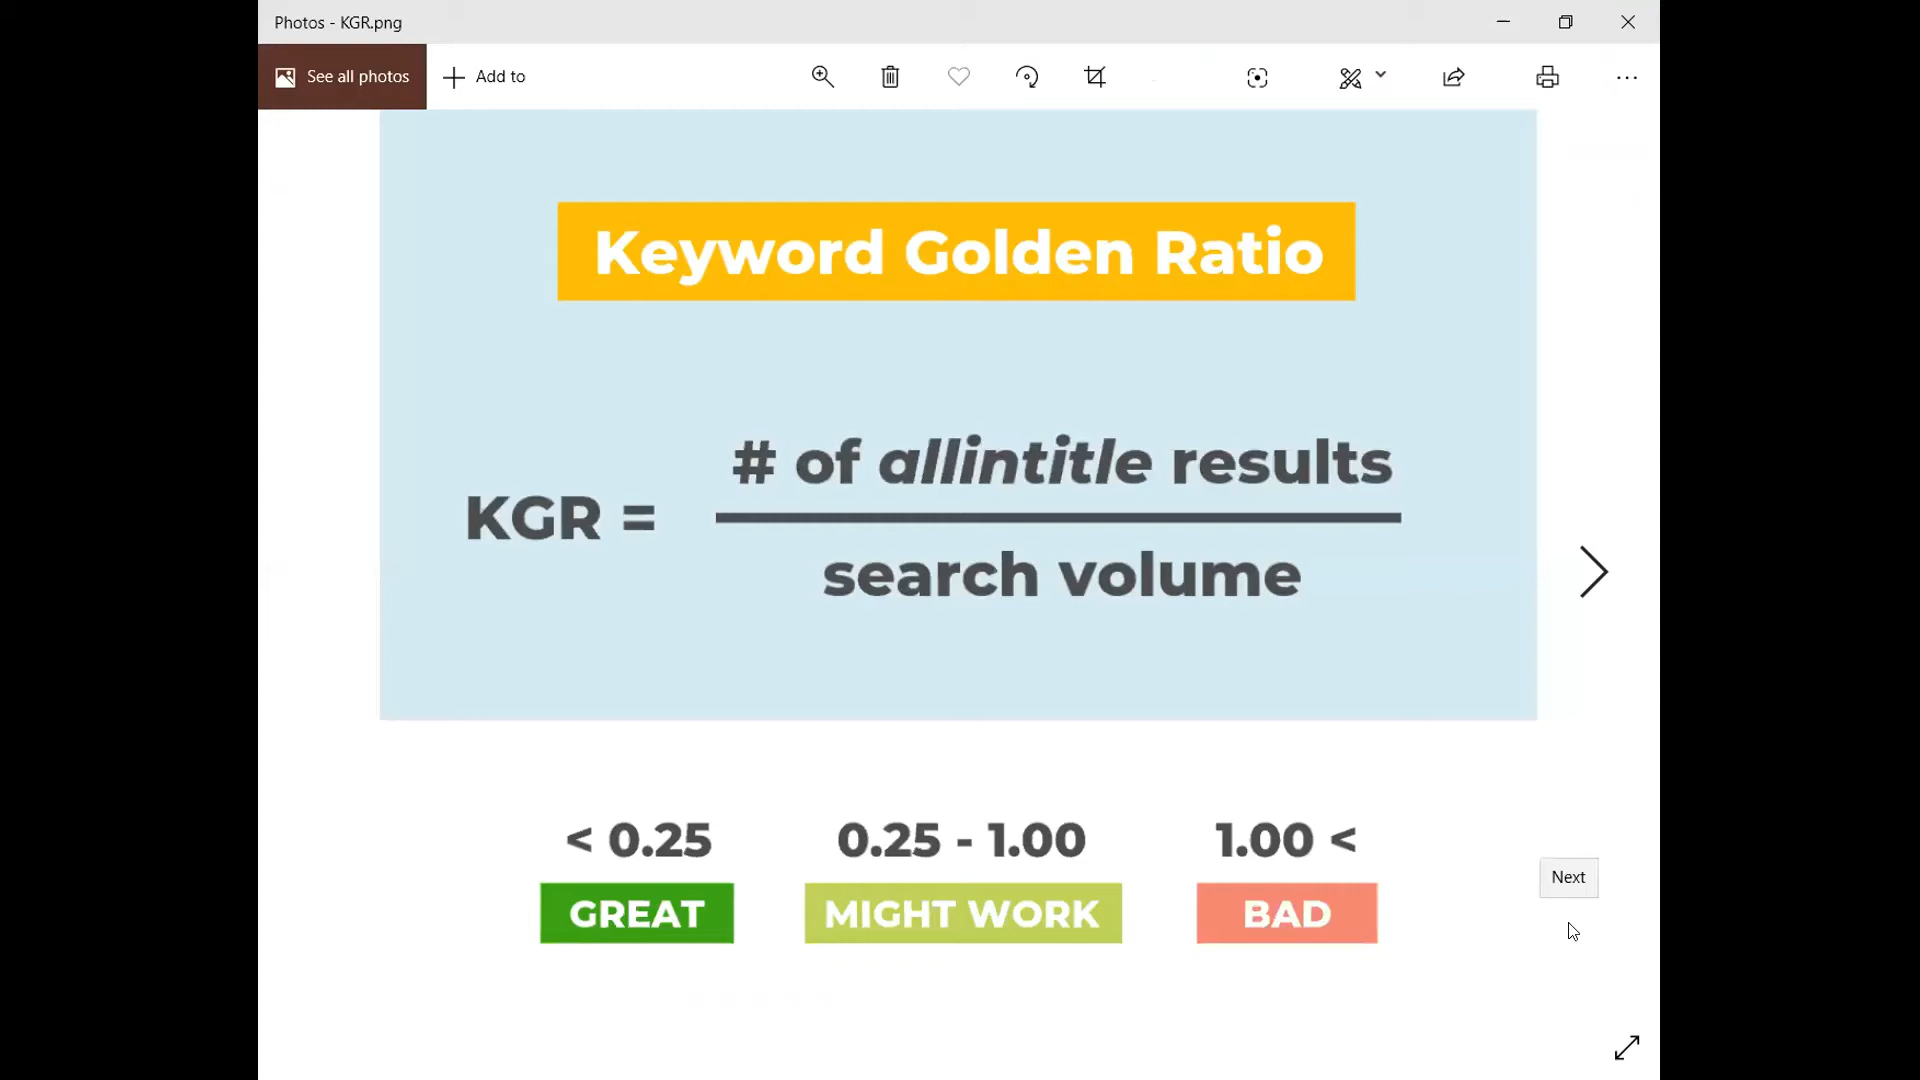 Photos - KGR.png
See all photos
Add to
Keyword Golden Ratio
# of allintitle results
KGR =
search volume
< 0.25
0.25 - 1.00
1.00 <
Next
GREAT
MIGHT WORK
BAD